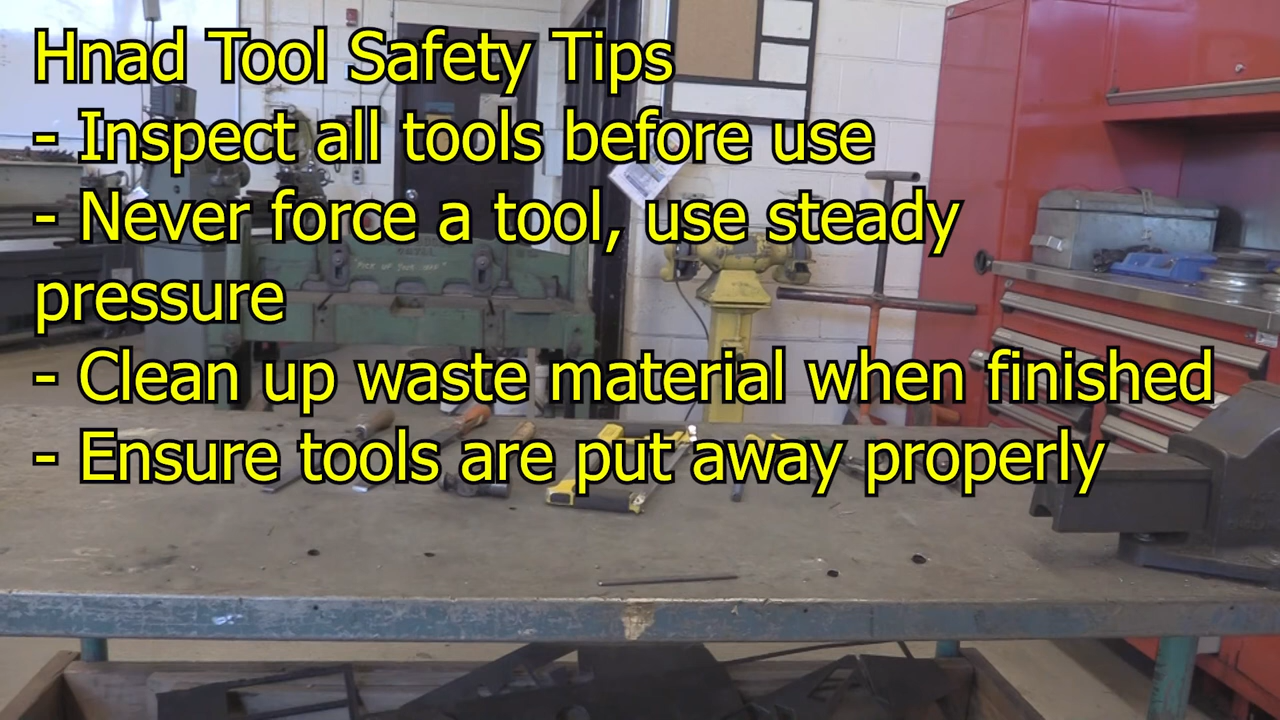 Hnad Tool Safety Tips
- Inspect all tools before use
- Never force a tool, use steady
pressure
- Clean up waste material when finished
- Ensure tools are put away properly